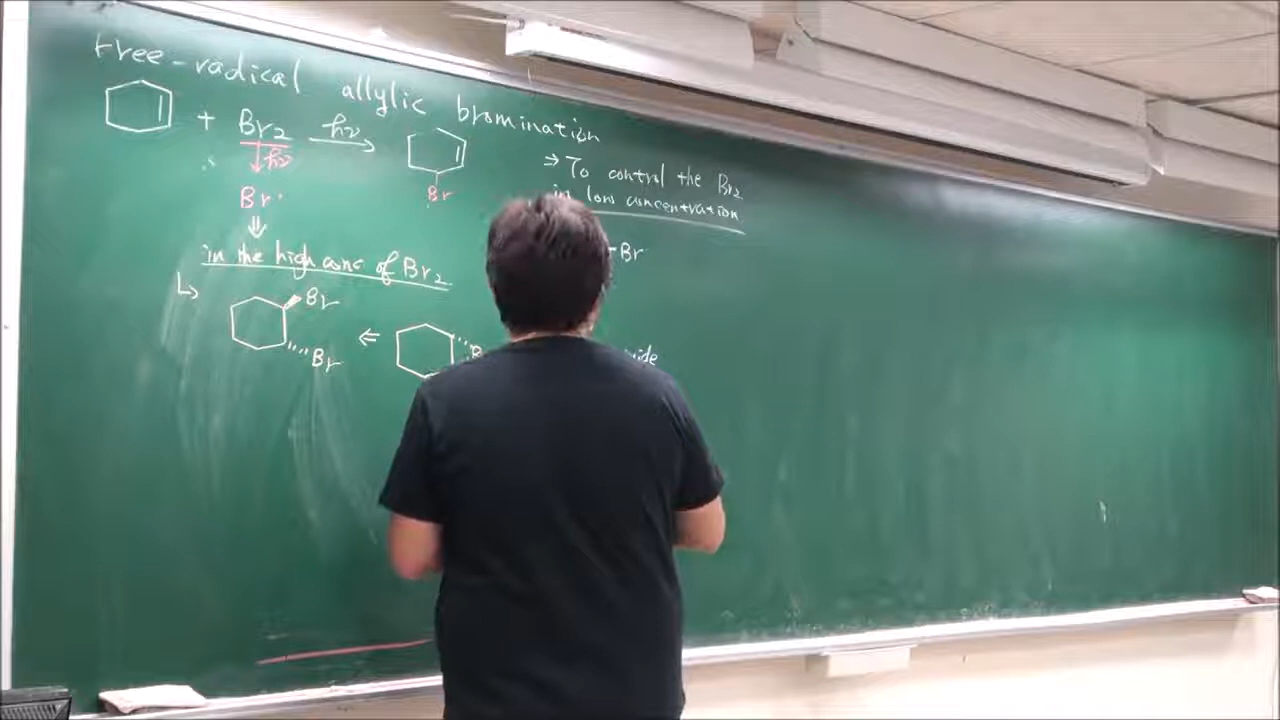 Free-radical allylic bromination
+ Br2 hν
Br
hν
Br·
⇒ To control the Br2
in low concentration
-Br
in the high conc of Br2
Br
Br